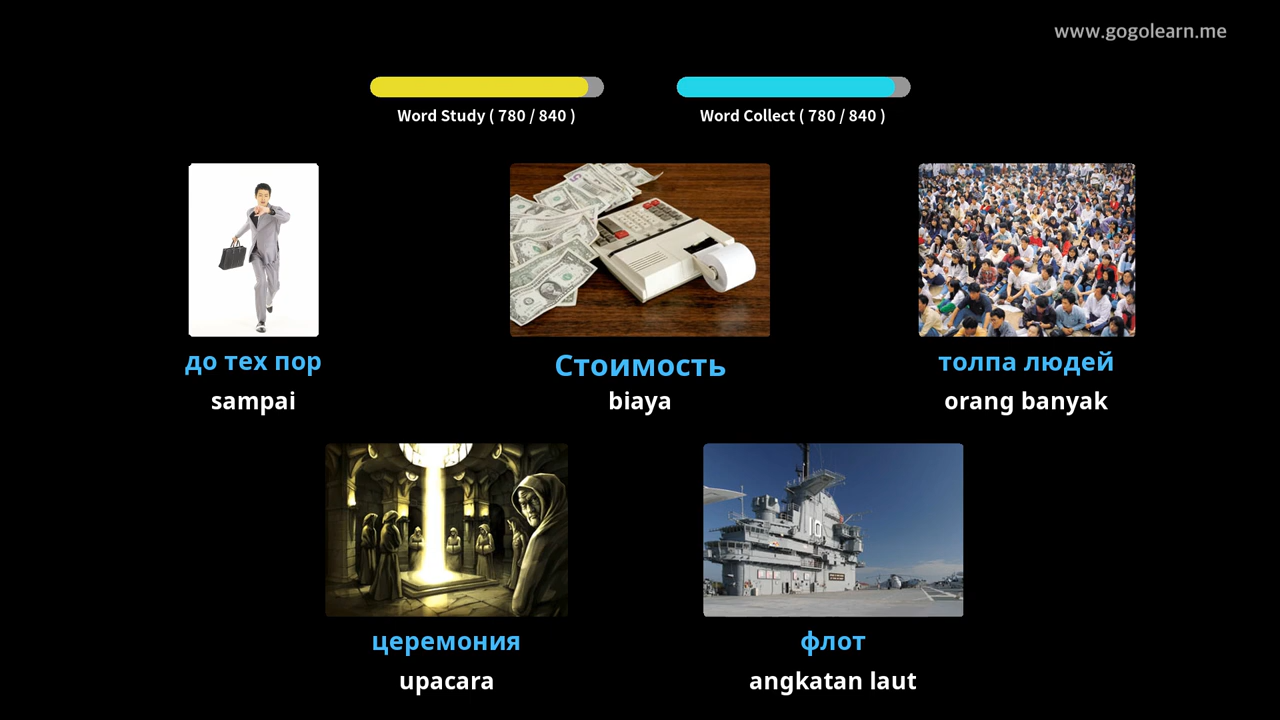 www.gogolearn.me
Word Study ( 780 / 840 )
Word Collect ( 780 / 840 )
до тех пор
sampai
Стоимость
biaya
толпа людей
orang banyak
церемония
upacara
флот
angkatan laut
10